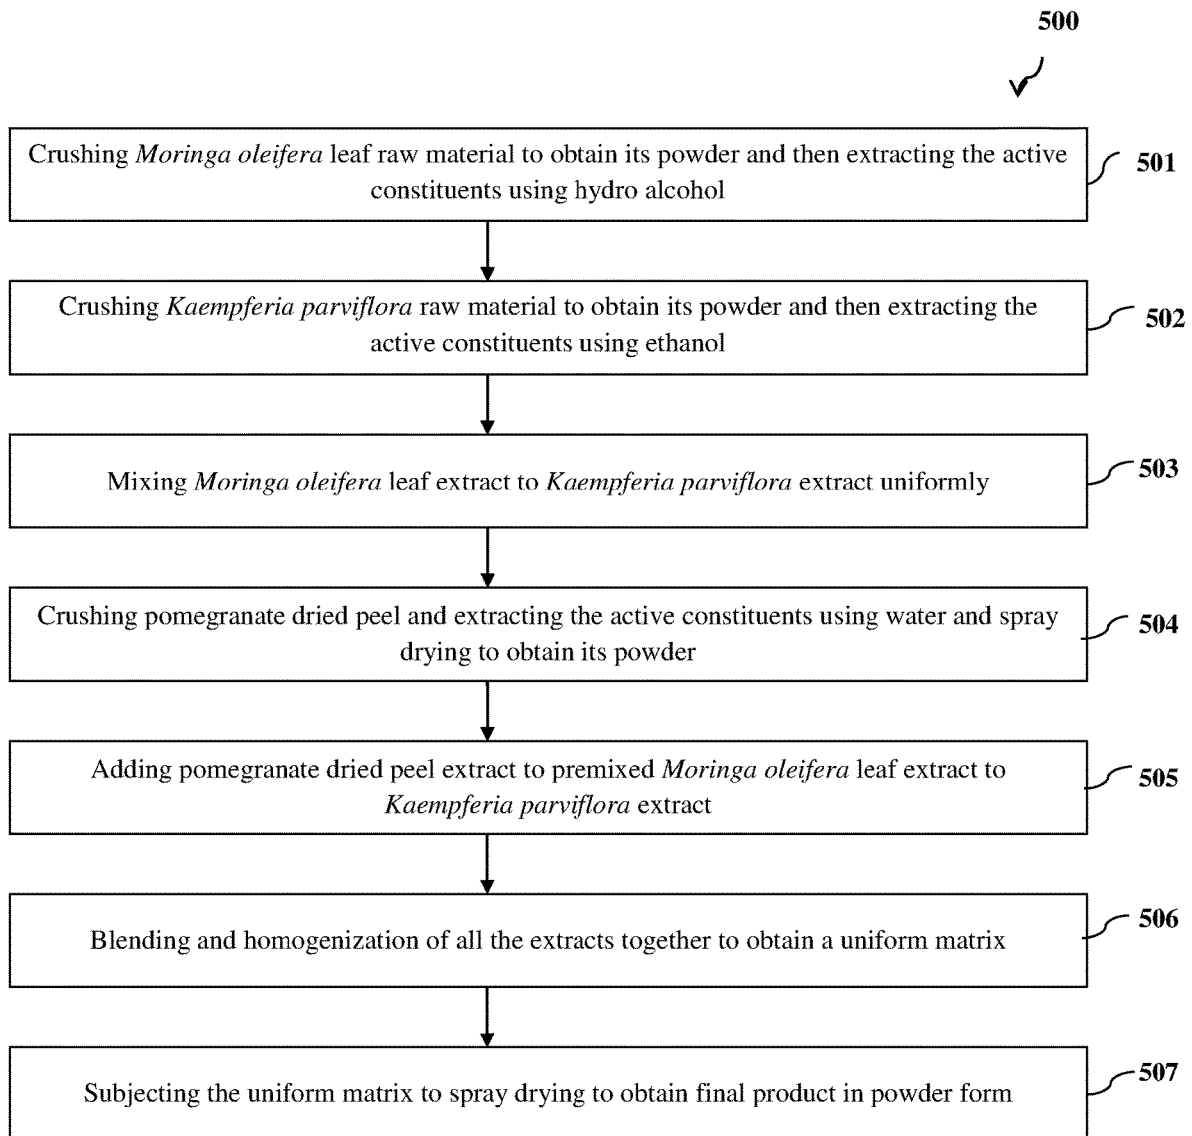 500
Crushing Moringa oleifera leaf raw material to obtain its powder and then extracting the active
constituents using hydro alcohol
501
Crushing Kaempferia parviflora raw material to obtain its powder and then extracting the
active constituents using ethanol
502
Mixing Moringa oleifera leaf extract to Kaempferia parviflora extract uniformly
503
Crushing pomegranate dried peel and extracting the active constituents using water and spray
drying to obtain its powder
504
Adding pomegranate dried peel extract to premixed Moringa oleifera leaf extract to
Kaempferia parviflora extract
505
Blending and homogenization of all the extracts together to obtain a uniform matrix
506
Subjecting the uniform matrix to spray drying to obtain final product in powder form
507